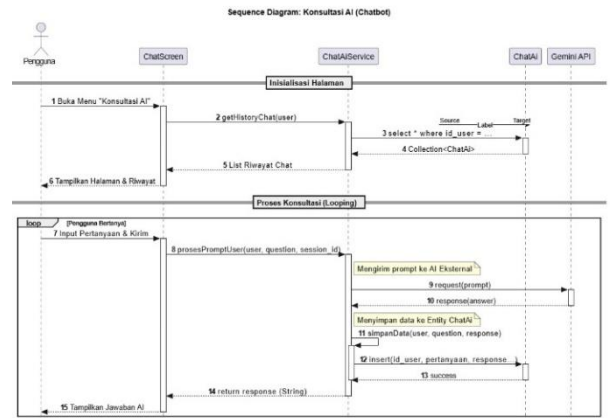 Sequence Diagram: Konsultasi AI (Chatbot)
Pengguna
ChatScreen
ChatAiService
ChatAi
Gemini API
Inisialisasi Halaman
1 Buka Menu "Konsultasi AI"
2 getHistoryChat(user)
Source
Label
Target
3 select * where id_user = ...
4 Collection<ChatAi>
5 List Riwayat Chat
6 Tampilkan Halaman & Riwayat
Proses Konsultasi (Looping)
loop
[Pengguna Bertanya]
7 Input Pertanyaan & Kirim
8 prosesPromptUser(user, question, session_id)
Mengirim prompt ke AI Eksternal
9 request(prompt)
10 response(answer)
Menyimpan data ke Entity ChatAi
11 simpanData(user, question, response)
12 insert(id_user, pertanyaan, response...)
13 success
14 return response (String)
15 Tampilkan Jawaban AI